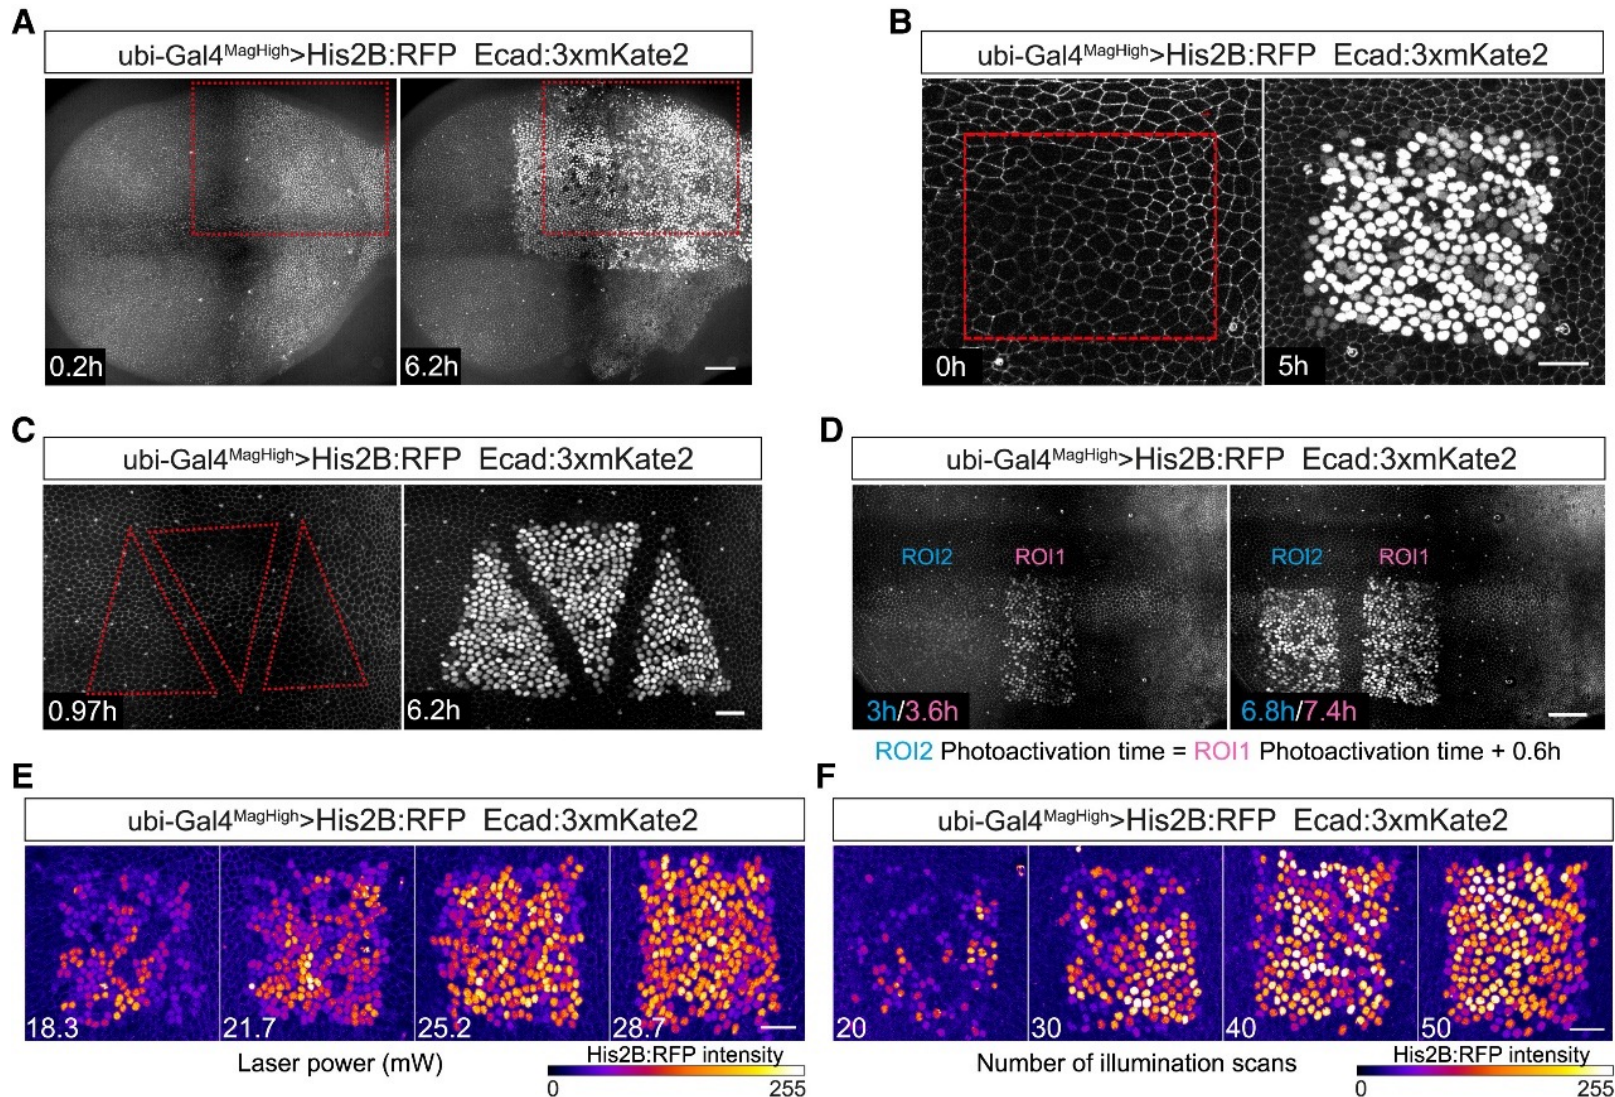 A
ubi-Gal4MagHigh>His2B:RFP Ecad:3xmKate2
0.2h
6.2h
B
ubi-Gal4MagHigh>His2B:RFP Ecad:3xmKate2
0h
5h
C
ubi-Gal4MagHigh>His2B:RFP Ecad:3xmKate2
0.97h
6.2h
D
ubi-Gal4MagHigh>His2B:RFP Ecad:3xmKate2
ROI2 ROI1
ROI2 ROI1
3h/3.6h
6.8h/7.4h
ROI2 Photoactivation time = ROI1 Photoactivation time + 0.6h
E
ubi-Gal4MagHigh>His2B:RFP Ecad:3xmKate2
18.3 21.7 25.2 28.7
Laser power (mW)
His2B:RFP intensity
0 255
F
ubi-Gal4MagHigh>His2B:RFP Ecad:3xmKate2
20 30 40 50
Number of illumination scans
His2B:RFP intensity
0 255